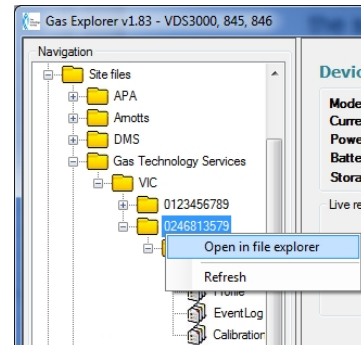 Gas Explorer v1.83 - VDS3000, 845, 846
Navigation
Site files
APA
Amotts
DMS
Gas Technology Services
VIC
0123456789
0246813579
Open in file explorer
Refresh
Profile
EventLog
Calibration
Devic
Mode
Curre
Powe
Batte
Stora
Live re